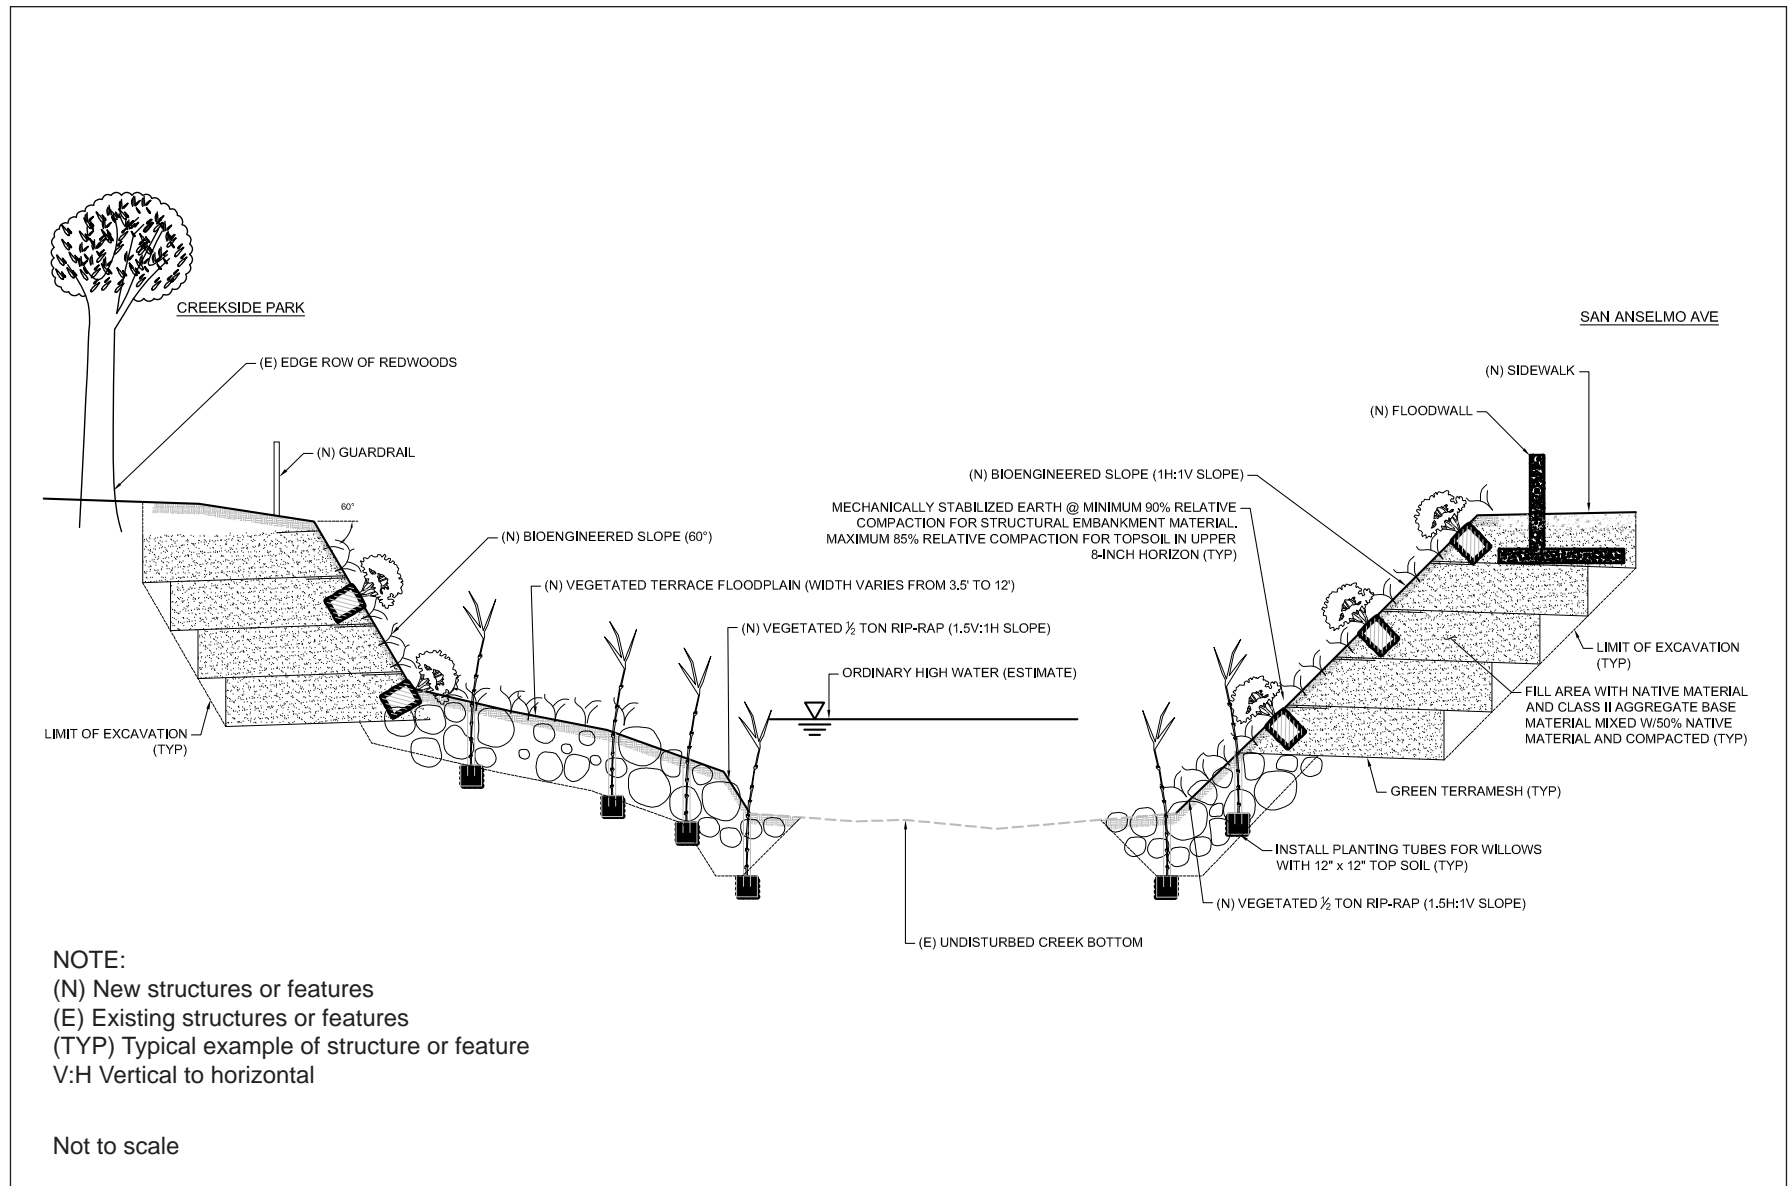 CREEKSIDE PARK
SAN ANSELMO AVE
(E) EDGE ROW OF REDWOODS
(N) SIDEWALK
(N) FLOODWALL
(N) GUARDRAIL
(N) BIOENGINEERED SLOPE (1H:1V SLOPE)
60°
MECHANICALLY STABILIZED EARTH @ MINIMUM 90% RELATIVE
COMPACTION FOR STRUCTURAL EMBANKMENT MATERIAL.
MAXIMUM 85% RELATIVE COMPACTION FOR TOPSOIL IN UPPER
8-INCH HORIZON (TYP)
(N) BIOENGINEERED SLOPE (60°)
(N) VEGETATED TERRACE FLOODPLAIN (WIDTH VARIES FROM 3.5' TO 12')
(N) VEGETATED ½ TON RIP-RAP (1.5V:1H SLOPE)
ORDINARY HIGH WATER (ESTIMATE)
LIMIT OF EXCAVATION
(TYP)
LIMIT OF EXCAVATION
(TYP)
FILL AREA WITH NATIVE MATERIAL
AND CLASS II AGGREGATE BASE
MATERIAL MIXED W/50% NATIVE
MATERIAL AND COMPACTED (TYP)
GREEN TERRAMESH (TYP)
INSTALL PLANTING TUBES FOR WILLOWS
WITH 12" x 12" TOP SOIL (TYP)
(N) VEGETATED ½ TON RIP-RAP (1.5H:1V SLOPE)
(E) UNDISTURBED CREEK BOTTOM
NOTE:
(N) New structures or features
(E) Existing structures or features
(TYP) Typical example of structure or feature
V:H Vertical to horizontal
Not to scale